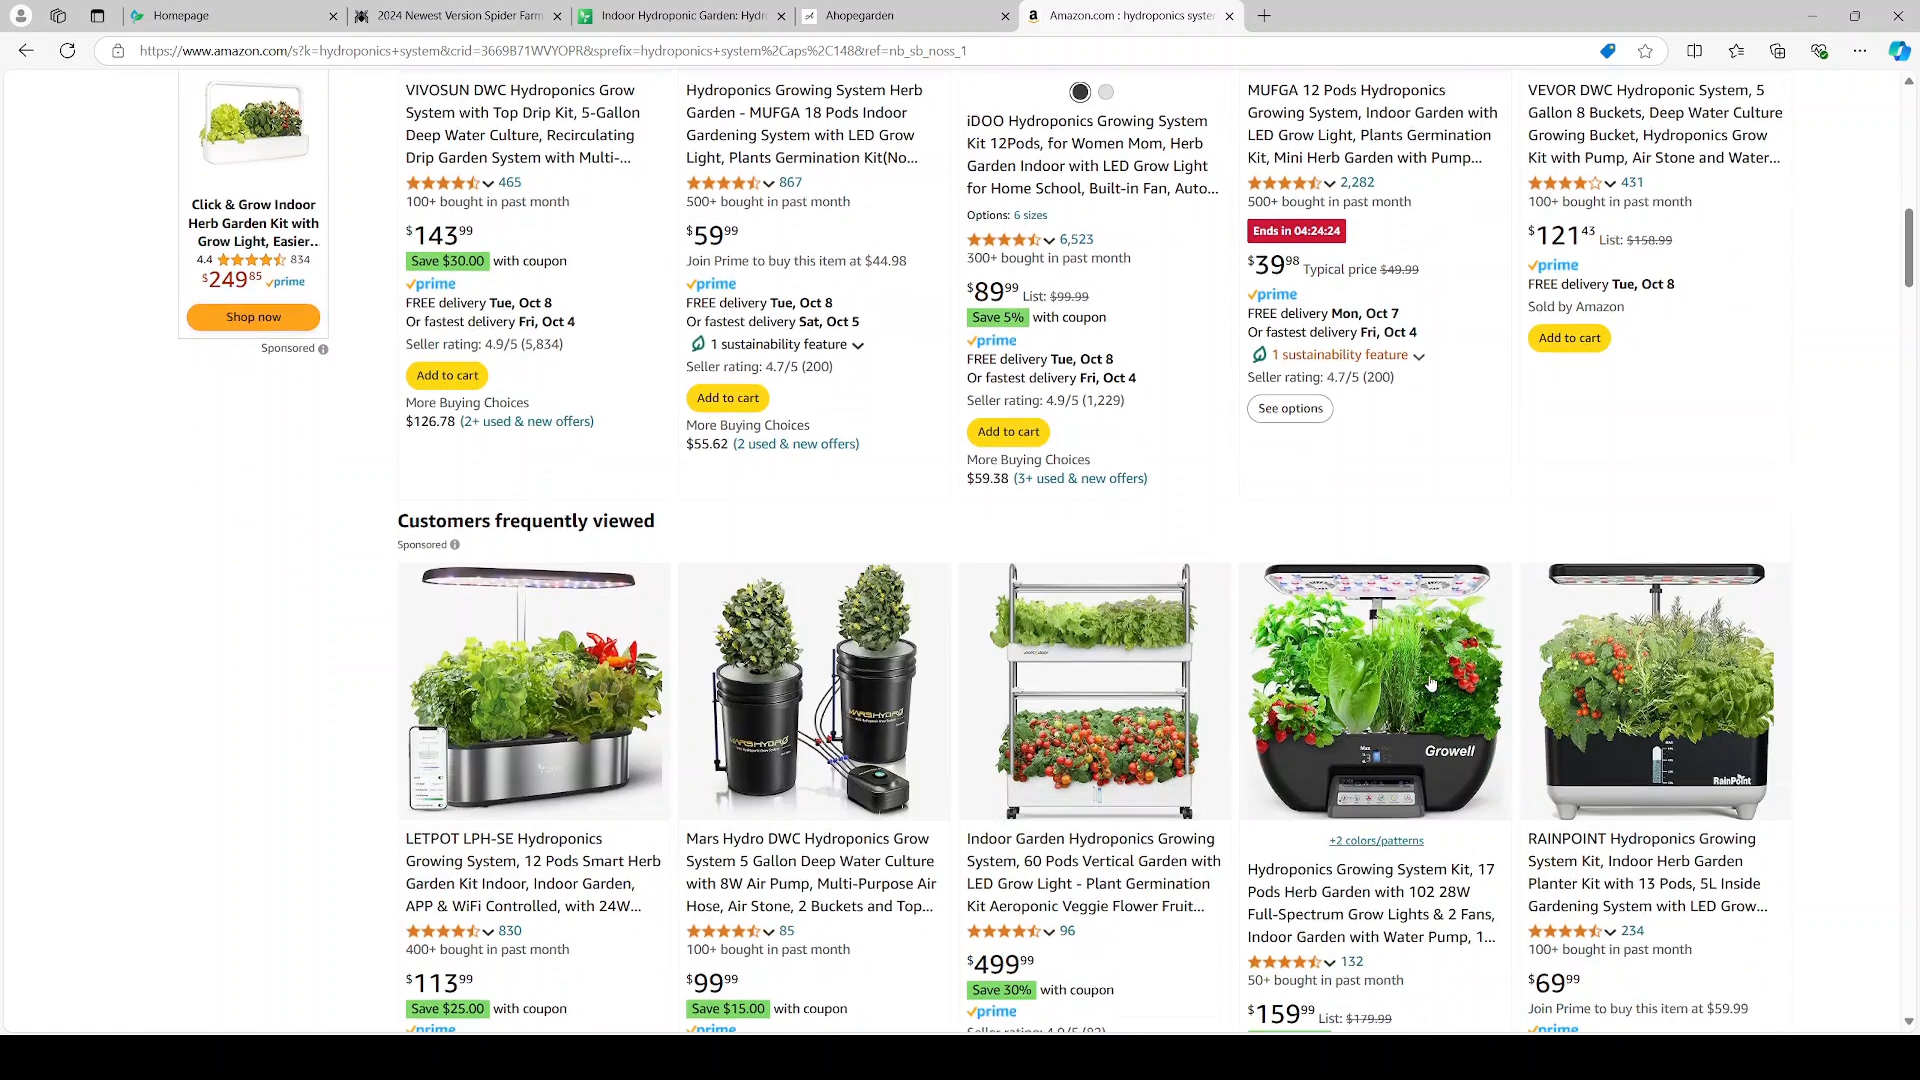 Homepage
2024 Newest Version Spider Farm
Indoor Hydroponic Garden: Hydro
Ahopegarden
Amazon.com : hydroponics syste
https://www.amazon.com/s?k=hydroponics+system&crid=3669B71WVYOPR&sprefix=hydroponics+system%2Caps%2C148&ref=nb_sb_noss_1
Click & Grow Indoor
Herb Garden Kit with
Grow Light, Easier...
4.4 834
$249 85 prime
Shop now
Sponsored
VIVOSUN DWC Hydroponics Grow
System with Top Drip Kit, 5-Gallon
Deep Water Culture, Recirculating
Drip Garden System with Multi-...
465
100+ bought in past month
$143 99
Save $30.00 with coupon
prime
FREE delivery Tue, Oct 8
Or fastest delivery Fri, Oct 4
Seller rating: 4.9/5 (5,834)
Add to cart
More Buying Choices
$126.78 (2+ used & new offers)
Hydroponics Growing System Herb
Garden - MUFGA 18 Pods Indoor
Gardening System with LED Grow
Light, Plants Germination Kit(No...
867
500+ bought in past month
$59 99
Join Prime to buy this item at $44.98
prime
FREE delivery Tue, Oct 8
Or fastest delivery Sat, Oct 5
1 sustainability feature
Seller rating: 4.7/5 (200)
Add to cart
More Buying Choices
$55.62 (2 used & new offers)
iDOO Hydroponics Growing System
Kit 12Pods, for Women Mom, Herb
Garden Indoor with LED Grow Light
for Home School, Built-in Fan, Auto...
Options: 6 sizes
6,523
300+ bought in past month
$89 99 List: $99.99
Save 5% with coupon
prime
FREE delivery Tue, Oct 8
Or fastest delivery Fri, Oct 4
Seller rating: 4.9/5 (1,229)
Add to cart
More Buying Choices
$59.38 (3+ used & new offers)
MUFGA 12 Pods Hydroponics
Growing System, Indoor Garden with
LED Grow Light, Plants Germination
Kit, Mini Herb Garden with Pump...
2,282
500+ bought in past month
Ends in 04:24:24
$39 98 Typical price $49.99
prime
FREE delivery Mon, Oct 7
Or fastest delivery Fri, Oct 4
1 sustainability feature
Seller rating: 4.7/5 (200)
See options
VEVOR DWC Hydroponic System, 5
Gallon 8 Buckets, Deep Water Culture
Growing Bucket, Hydroponics Grow
Kit with Pump, Air Stone and Water...
431
100+ bought in past month
$121 43 List: $158.99
prime
FREE delivery Tue, Oct 8
Sold by Amazon
Add to cart
Customers frequently viewed
Sponsored
MARSHYDRO
MARSHYDRO
Growell
RainPoint
LETPOT LPH-SE Hydroponics
Growing System, 12 Pods Smart Herb
Garden Kit Indoor, Indoor Garden,
APP & WiFi Controlled, with 24W...
830
400+ bought in past month
$113 99
Save $25.00 with coupon
prime
Mars Hydro DWC Hydroponics Grow
System 5 Gallon Deep Water Culture
with 8W Air Pump, Multi-Purpose Air
Hose, Air Stone, 2 Buckets and Top...
85
100+ bought in past month
$99 99
Save $15.00 with coupon
prime
Indoor Garden Hydroponics Growing
System, 60 Pods Vertical Garden with
LED Grow Light - Plant Germination
Kit Aeroponic Veggie Flower Fruit...
96
$499 99
Save 30% with coupon
prime
Seller rating: 4.9/5 (82)
+2 colors/patterns
Hydroponics Growing System Kit, 17
Pods Herb Garden with 102 28W
Full-Spectrum Grow Lights & 2 Fans,
Indoor Garden with Water Pump, 1...
132
50+ bought in past month
$159 99 List: $179.99
RAINPOINT Hydroponics Growing
System Kit, Indoor Herb Garden
Planter Kit with 13 Pods, 5L Inside
Gardening System with LED Grow...
234
100+ bought in past month
$69 99
Join Prime to buy this item at $59.99
prime